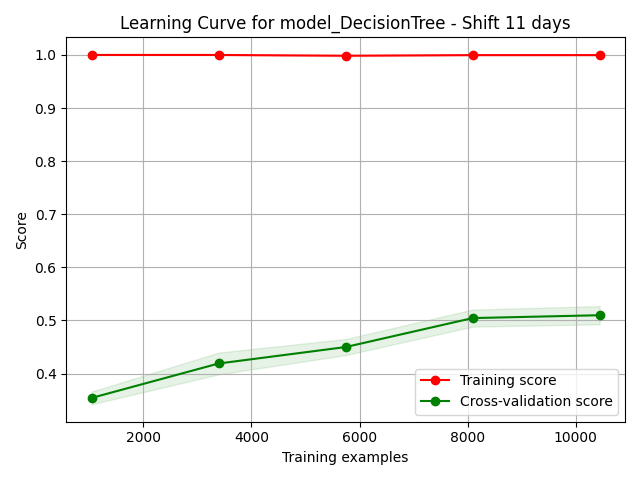 Learning Curve for model_DecisionTree - Shift 11 days
Score
1.0
0.9
0.8
0.7
0.6
0.5
0.4
Training score
Cross-validation score
2000
4000
6000
8000
10000
Training examples